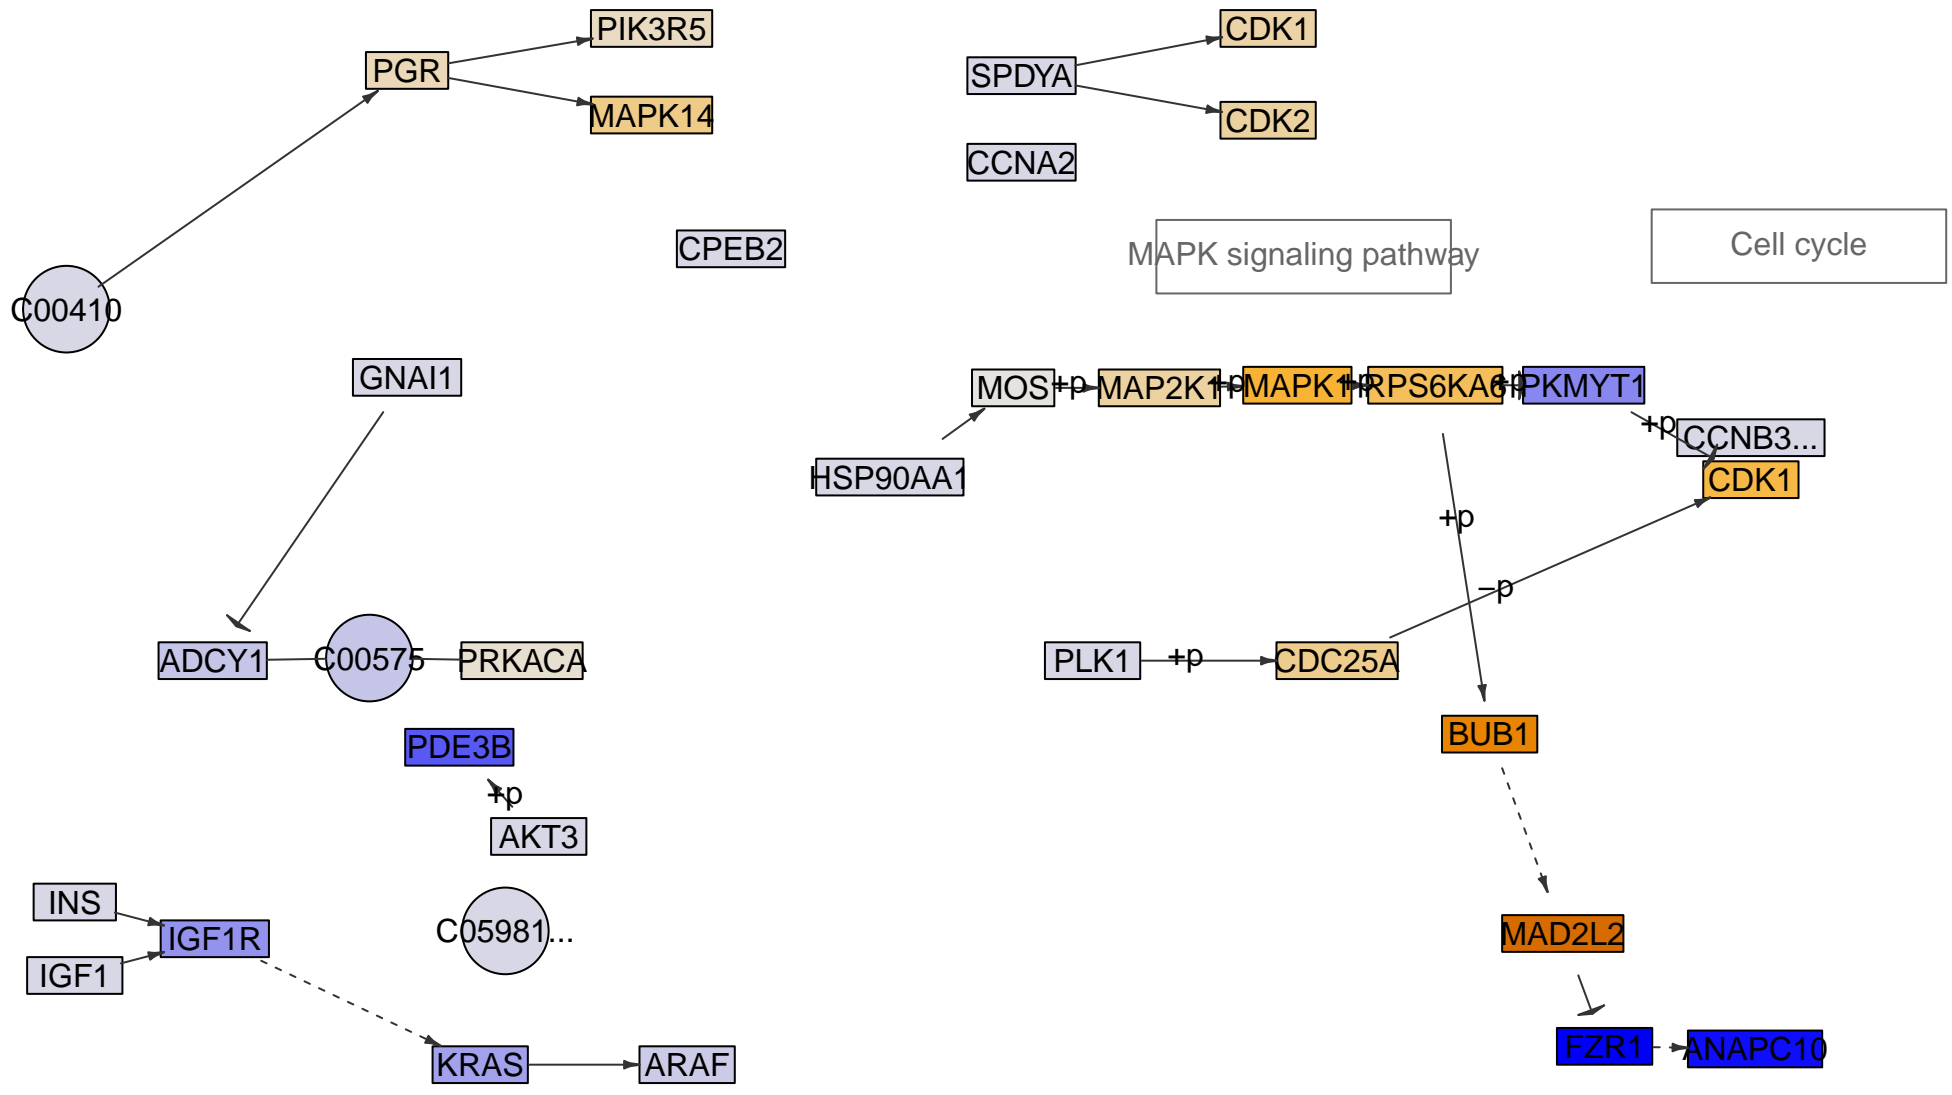 PIK3R5
CDK1
PGR
SPDYA
MAPK14
CDK2
CCNA2
CPEB2
MAPK signaling pathway
Cell cycle
C00410
GNAI1
MOS
+p
MAP2K1
+p
MAPK1
+p
RPS6KA6
+p
PKMYT1
+p
CCNB3...
HSP90AA1
CDK1
+p
−p
ADCY1
C00575
PRKACA
PLK1
+p
CDC25A
BUB1
PDE3B
+p
AKT3
INS
IGF1R
C05981...
MAD2L2
IGF1
KRAS
ARAF
FZR1
ANAPC10